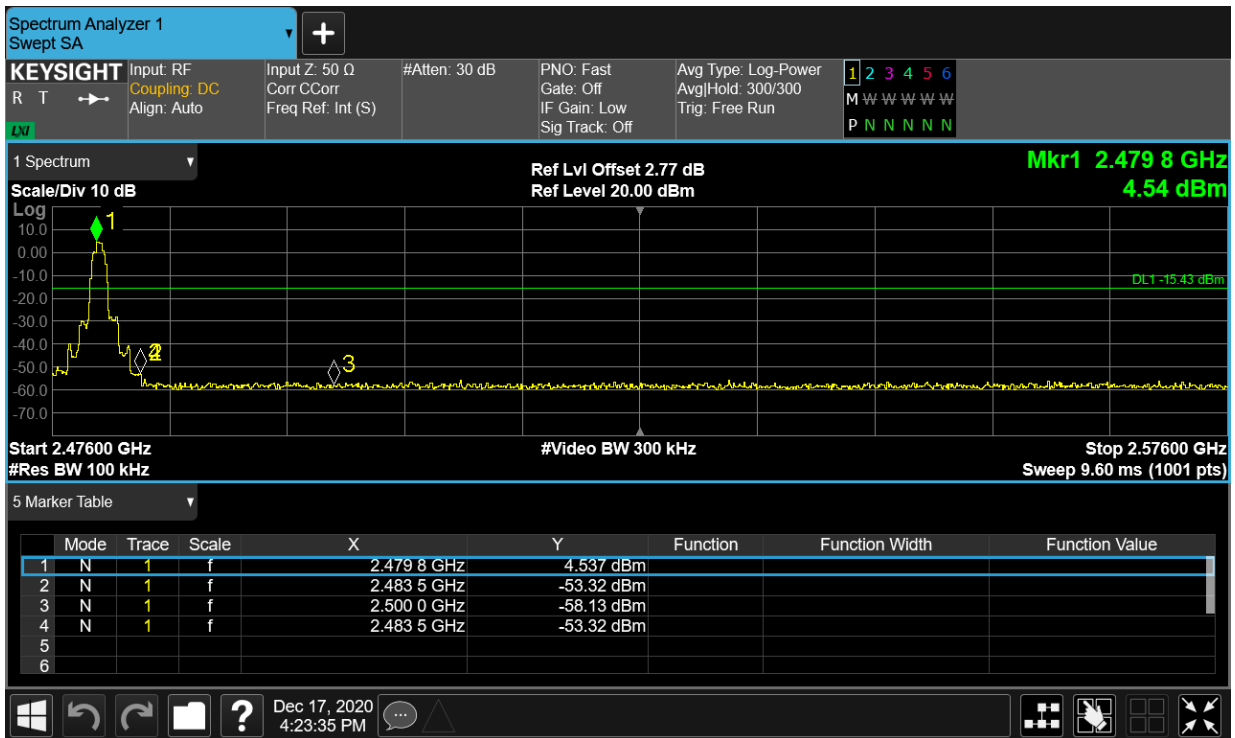 Spectrum Analyzer 1
Swept SA
+
KEYSIGHT Input: RF Input Z: 50 Ω #Atten: 30 dB PNO: Fast Avg Type: Log-Power 1 2 3 4 5 6
R T Coupling: DC Corr CCorr Gate: Off Avg|Hold: 300/300 M W W W W W
Align: Auto Freq Ref: Int (S) IF Gain: Low Trig: Free Run
LXI Sig Track: Off P N N N N N
1 Spectrum Ref Lvl Offset 2.77 dB Mkr1 2.479 8 GHz
Scale/Div 10 dB Ref Level 20.00 dBm 4.54 dBm
Log
1
10.0
0.00
-10.0
DL1 -15.43 dBm
-20.0
-30.0
-40.0
2 3
-50.0
-60.0
-70.0
Start 2.47600 GHz #Video BW 300 kHz Stop 2.57600 GHz
#Res BW 100 kHz Sweep 9.60 ms (1001 pts)
5 Marker Table
Mode Trace Scale X Y Function Function Width Function Value
1 N 1 f 2.479 8 GHz 4.537 dBm
2 N 1 f 2.483 5 GHz -53.32 dBm
3 N 1 f 2.500 0 GHz -58.13 dBm
4 N 1 f 2.483 5 GHz -53.32 dBm
5
6
? Dec 17, 2020
4:23:35 PM